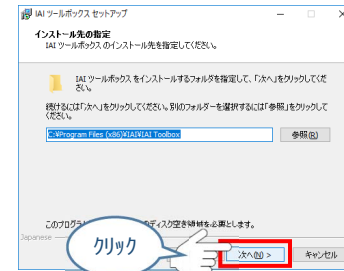 IAI ツールボックス セットアップ
インストール先の指定
IAI ツールボックス のインストール先を指定してください。
IAI ツールボックス をインストールするフォルダを指定して、「次へ」をクリックしてくだ
さい。
続けるには「次へ」をクリックしてください。別のフォルダーを選択するには「参照」をクリックして
ください。
C:¥Program Files (x86)¥IAI¥IAI Toolbox
参照(R)
このプログラ
のディスク空き領域を必要とします。
Japanese
クリック
次へ(N) >
キャンセル